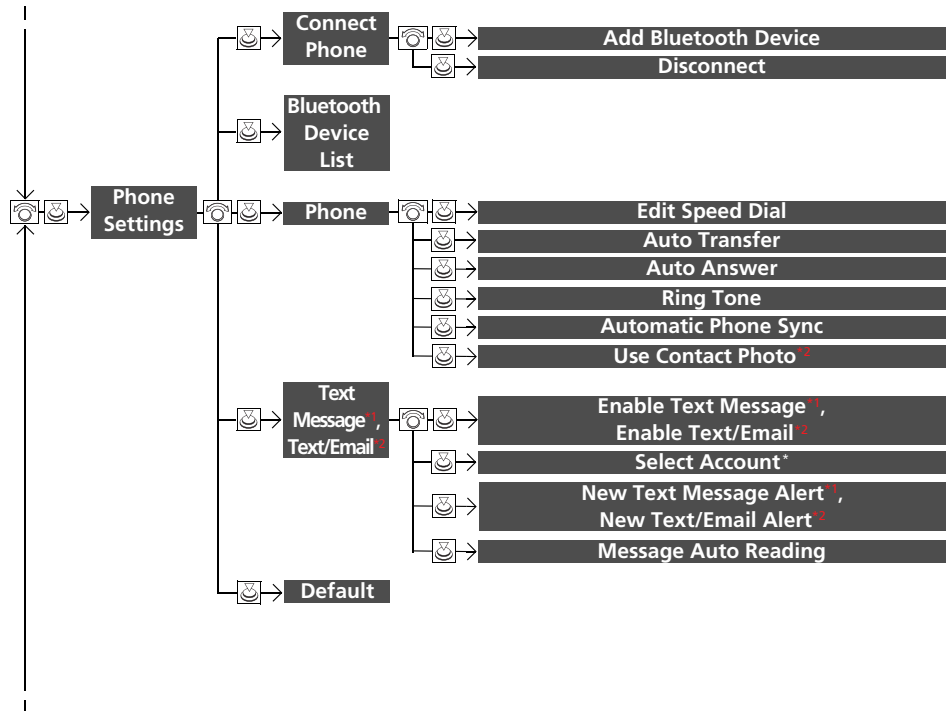 Connect
Phone
Add Bluetooth Device
Disconnect
Bluetooth
Device
List
Phone
Settings
Phone
Edit Speed Dial
Auto Transfer
Auto Answer
Ring Tone
Automatic Phone Sync
Use Contact Photo*2
Text
Message*1,
Text/Email*2
Enable Text Message*1,
Enable Text/Email*2
Select Account*
New Text Message Alert*1,
New Text/Email Alert*2
Message Auto Reading
Default